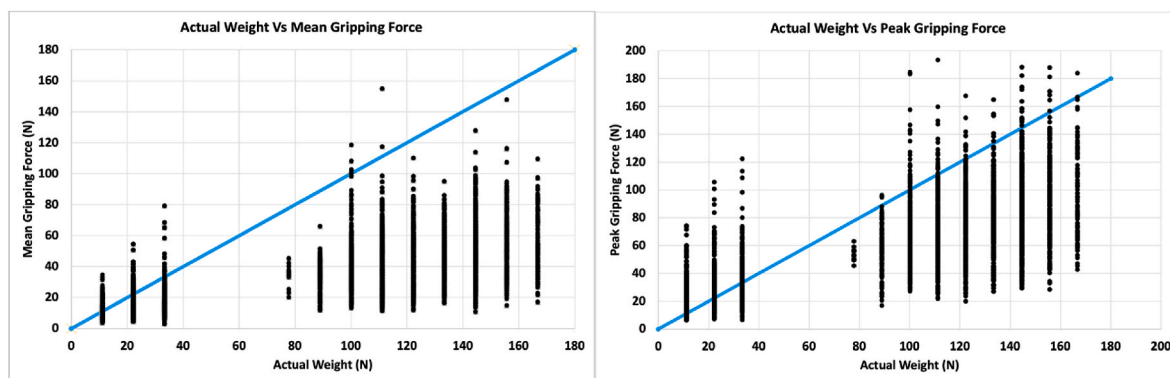 Actual Weight Vs Mean Gripping Force
180
160
140
120
100
80
60
40
20
0
Mean Gripping Force (N)
0 20 40 60 80 100 120 140 160 180
Actual Weight (N)
Actual Weight Vs Peak Gripping Force
200
180
160
140
120
100
80
60
40
20
0
Peak Gripping Force (N)
0 20 40 60 80 100 120 140 160 180 200
Actual Weight (N)